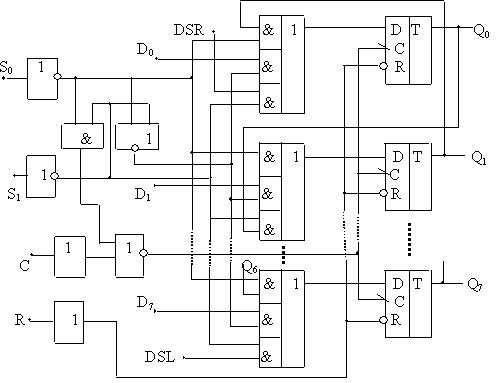 DSR & 1 D T Q₀
D₀ & C
S₀ 1 & R
&
& 1
& 1 D T Q₁
S₁ 1 D₁ & C
& R
C 1 1
Q₆ & 1 D T Q₇
R 1 D₇ & C
DSL & R